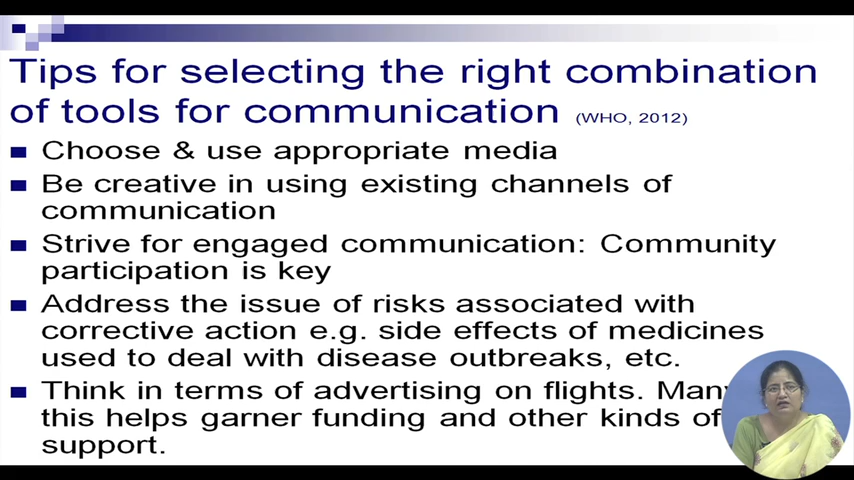 Tips for selecting the right combination
of tools for communication (WHO, 2012)
Choose & use appropriate media
Be creative in using existing channels of
communication
Strive for engaged communication: Community
participation is key
Address the issue of risks associated with
corrective action e.g. side effects of medicines
used to deal with disease outbreaks, etc.
Think in terms of advertising on flights. Many
this helps garner funding and other kinds of
support.